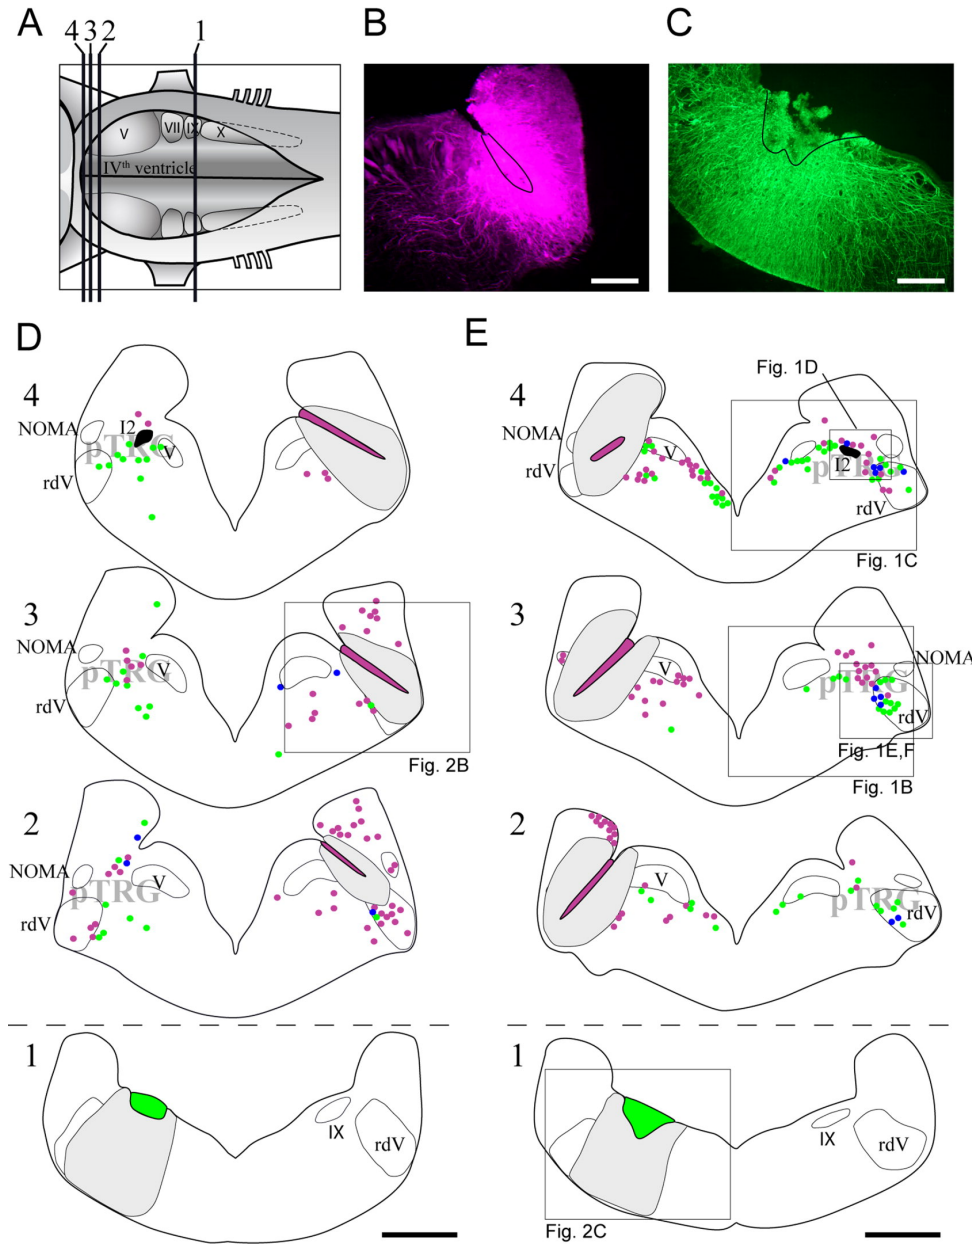 A
4 3 2
1
V
VII
IX
X
IVth ventricle
B
C
D
4
NOMA
I2
pTRG
V
rdV
3
NOMA
pTRG
V
rdV
Fig. 2B
2
NOMA
pTRG
V
rdV
1
IX
rdV
E
4
Fig. 1D
NOMA
V
rdV
pTRG
I2
rdV
Fig. 1C
3
V
NOMA
pTRG
rdV
Fig. 1E,F
Fig. 1B
2
V
pTRG
rdV
1
IX
rdV
Fig. 2C